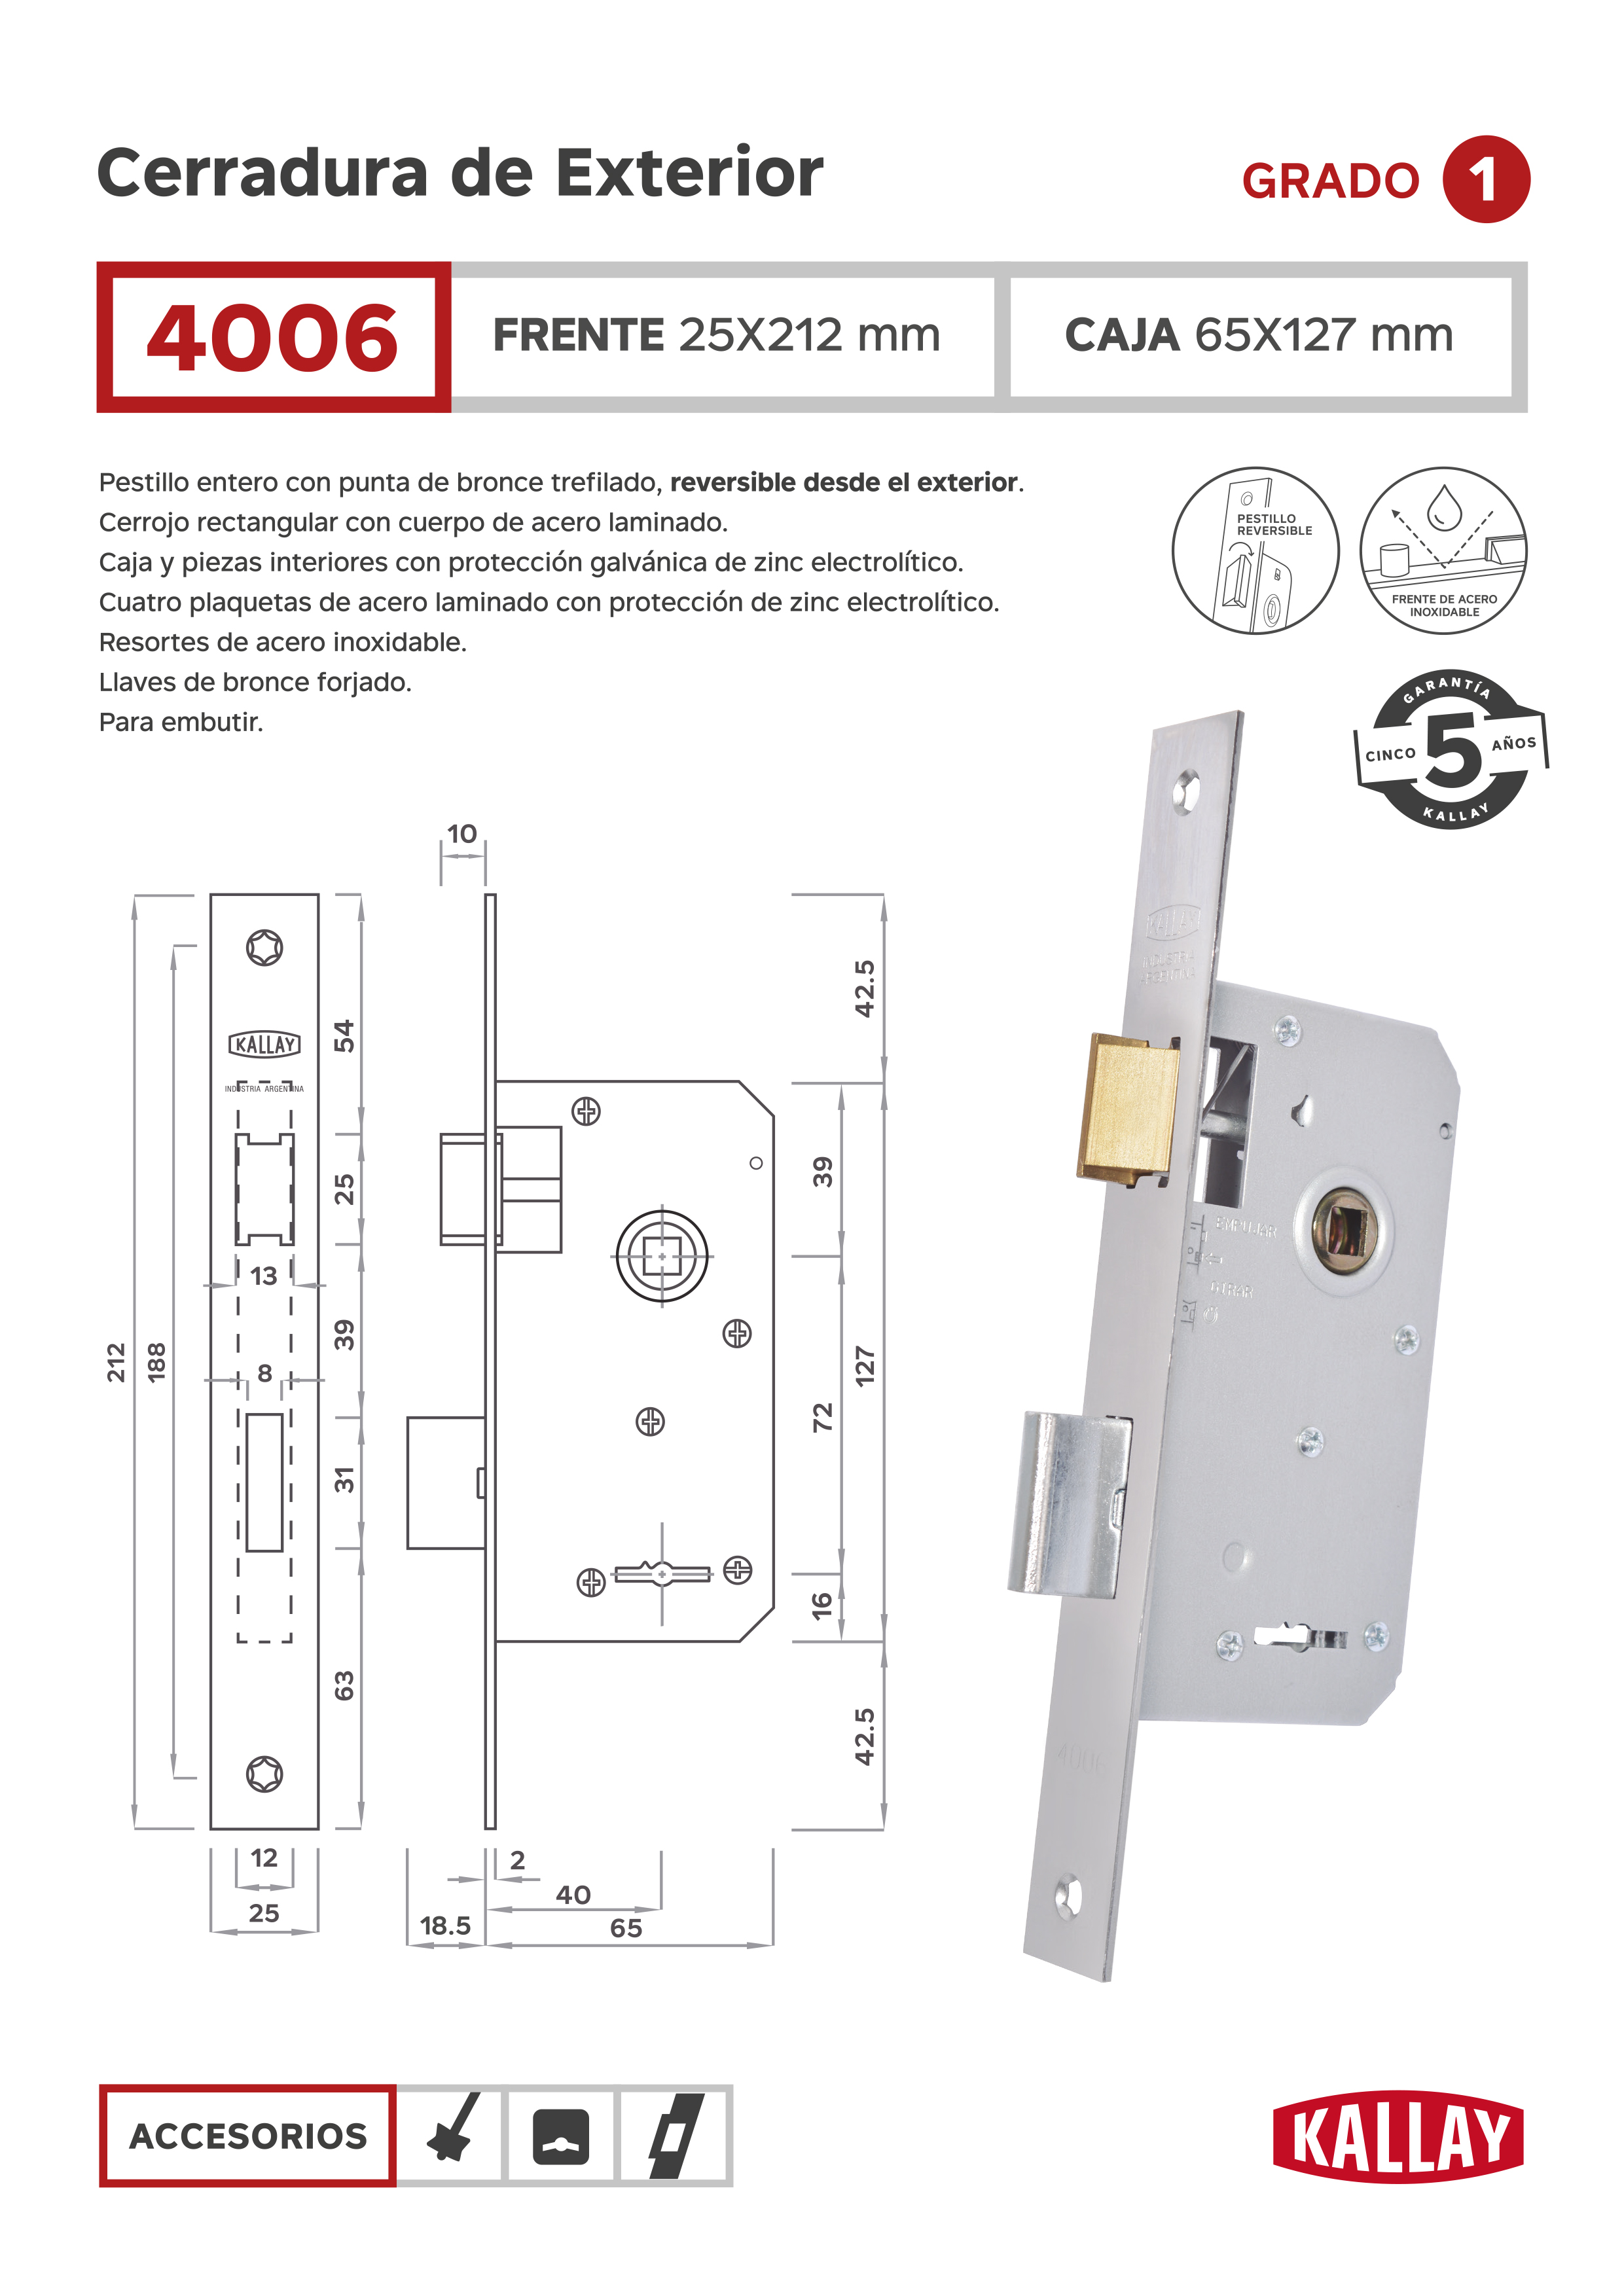 Cerradura de Exterior
GRADO 1
4006
FRENTE 25X212 mm
CAJA 65X127 mm
Pestillo entero con punta de bronce trefilado, reversible desde el exterior.
Cerrojo rectangular con cuerpo de acero laminado.
Caja y piezas interiores con protección galvánica de zinc electrolítico.
Cuatro plaquetas de acero laminado con protección de zinc electrolítico.
Resortes de acero inoxidable.
Llaves de bronce forjado.
Para embutir.
PESTILLO
REVERSIBLE
FRENTE DE ACERO
INOXIDABLE
GARANTÍA
CINCO 5 AÑOS
KALLAY
10
212
188
KALLAY
INDUSTRIA ARGENTINA
54
25
13
39
8
31
63
12
25
42.5
39
127
72
16
42.5
2
40
18.5
65
KALLAY
INDUSTRIA
ARGENTINA
EMPUJAR
GIRAR
4006
ACCESORIOS
KALLAY